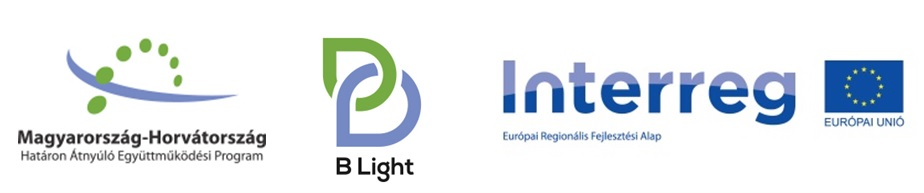 Magyarország-Horvátország
Határon Átnyúló Együttműködési Program
B Light
Interreg
Európai Regionális Fejlesztési Alap
EURÓPAI UNIÓ